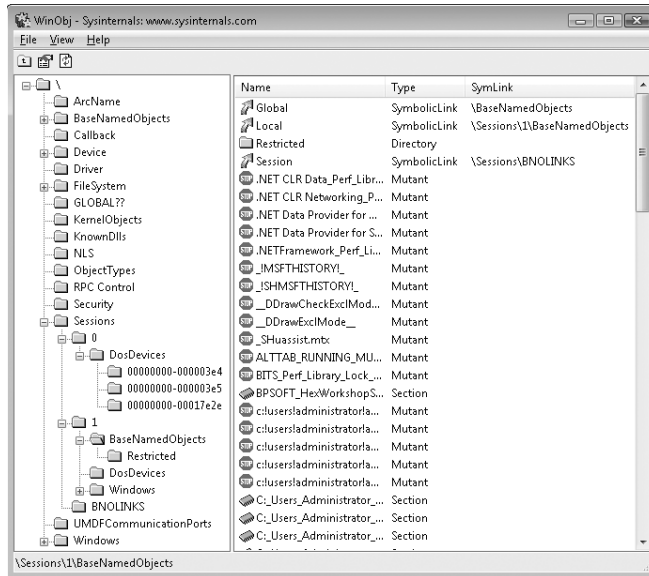 WinObj - Sysinternals: www.sysinternals.com
File View Help
\
ArcName
BaseNamedObjects
Callback
Device
Driver
FileSystem
GLOBAL??
KernelObjects
KnownDlls
NLS
ObjectTypes
RPC Control
Security
Sessions
0
DosDevices
00000000-000003e4
00000000-000003e5
00000000-00017e2e
1
BaseNamedObjects
Restricted
DosDevices
Windows
BNOLINKS
UMDFCommunicationPorts
Windows
Name Type SymLink
Global SymbolicLink \BaseNamedObjects
Local SymbolicLink \Sessions\1\BaseNamedObjects
Restricted Directory
Session SymbolicLink \Sessions\BNOLINKS
.NET CLR Data_Perf_Libr... Mutant
.NET CLR Networking_P... Mutant
.NET Data Provider for ... Mutant
.NET Data Provider for S... Mutant
.NETFramework_Perf_Li... Mutant
_!MSFTHISTORY!_ Mutant
_!SHMSFTHISTORY!_ Mutant
__DDrawCheckExclMod... Mutant
__DDrawExclMode__ Mutant
_SHuassist.mtx Mutant
ALTTAB_RUNNING_MU... Mutant
BITS_Perf_Library_Lock_... Mutant
BPSOFT_HexWorkshopS... Section
c:!users!administrator!a... Mutant
c:!users!administrator!a... Mutant
c:!users!administrator!a... Mutant
c:!users!administrator!a... Mutant
c:!users!administrator!a... Mutant
C:_Users_Administrator_... Section
C:_Users_Administrator_... Section
C:_Users_Administrator_... Section
\Sessions\1\BaseNamedObjects